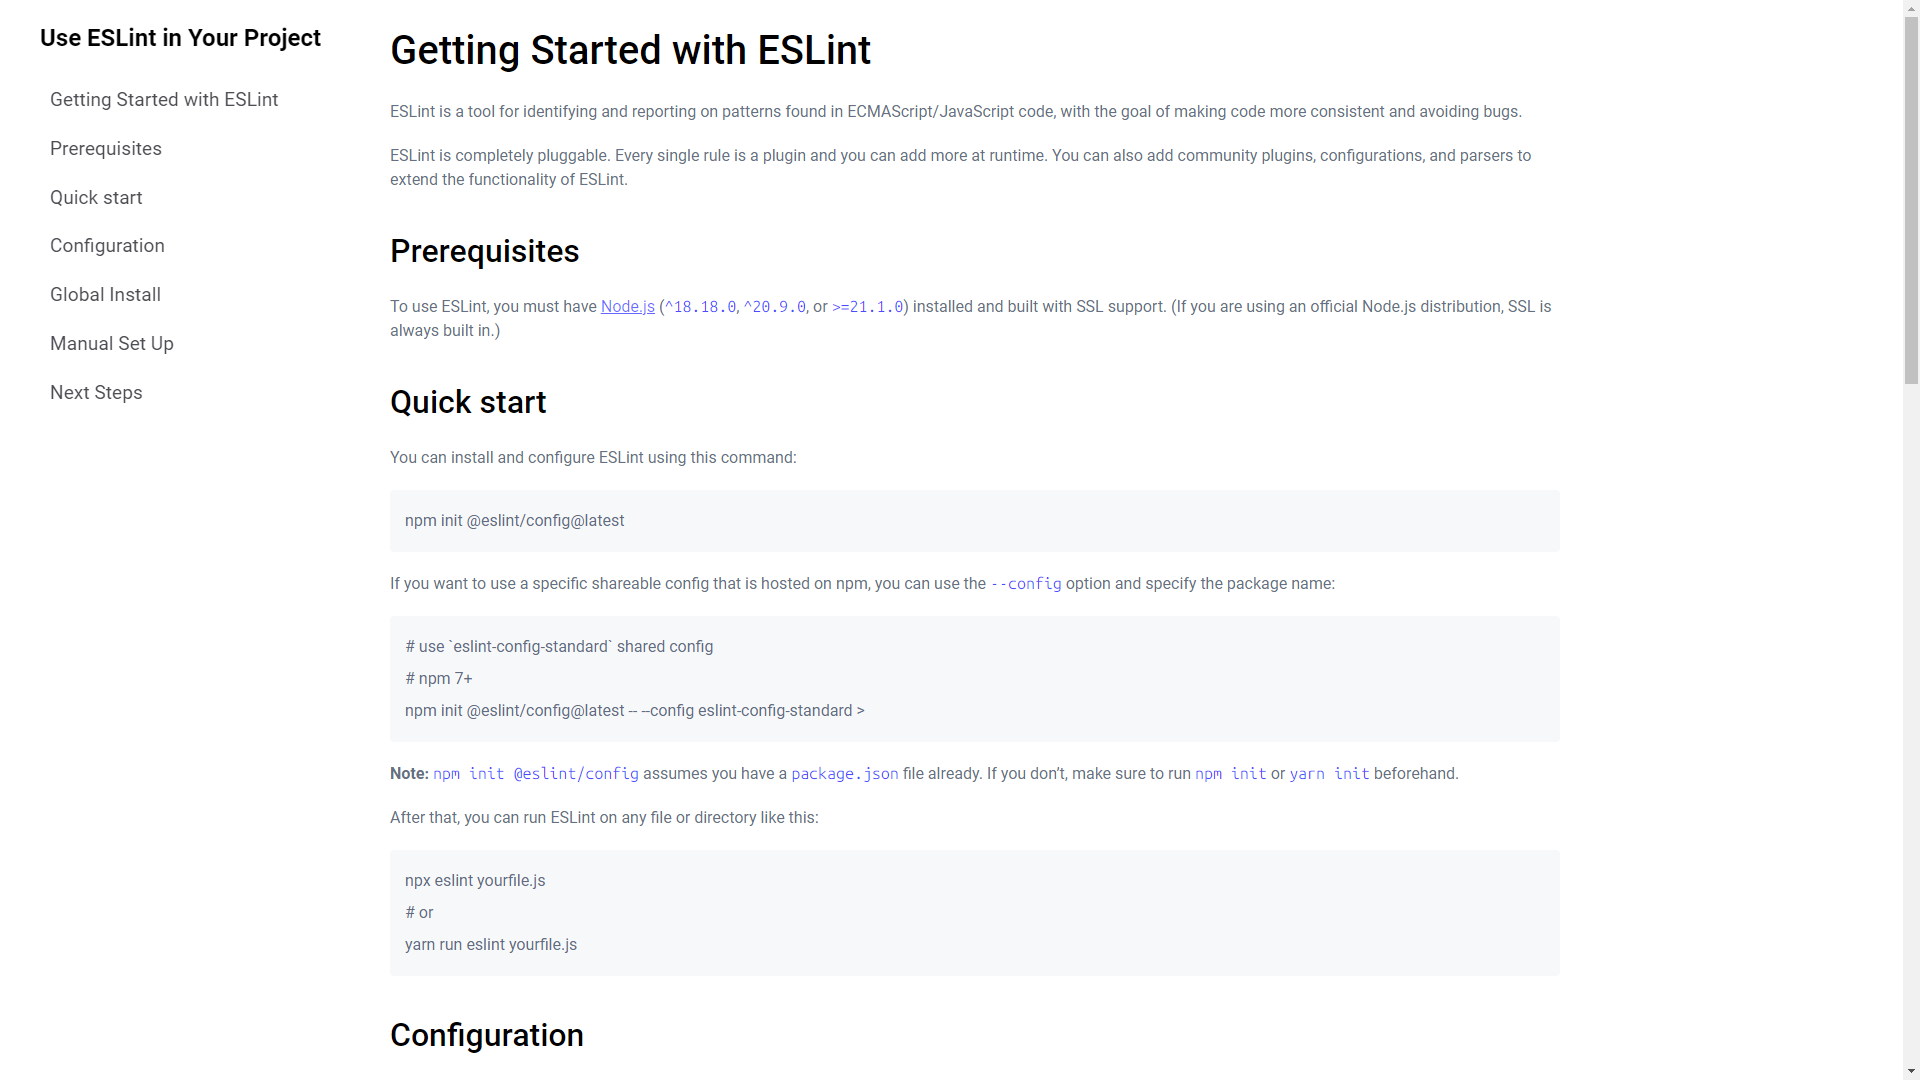 Use ESLint in Your Project
Getting Started with ESLint
Prerequisites
Quick start
Configuration
Global Install
Manual Set Up
Next Steps
Getting Started with ESLint
ESLint is a tool for identifying and reporting on patterns found in ECMAScript/JavaScript code, with the goal of making code more consistent and avoiding bugs.
ESLint is completely pluggable. Every single rule is a plugin and you can add more at runtime. You can also add community plugins, configurations, and parsers to
extend the functionality of ESLint.
Prerequisites
To use ESLint, you must have Node.js (^18.18.0, ^20.9.0, or >=21.1.0) installed and built with SSL support. (If you are using an official Node.js distribution, SSL is
always built in.)
Quick start
You can install and configure ESLint using this command:
npm init @eslint/config@latest
If you want to use a specific shareable config that is hosted on npm, you can use the --config option and specify the package name:
# use `eslint-config-standard` shared config
# npm 7+
npm init @eslint/config@latest -- --config eslint-config-standard >
Note: npm init @eslint/config assumes you have a package.json file already. If you don’t, make sure to run npm init or yarn init beforehand.
After that, you can run ESLint on any file or directory like this:
npx eslint yourfile.js
# or
yarn run eslint yourfile.js
Configuration